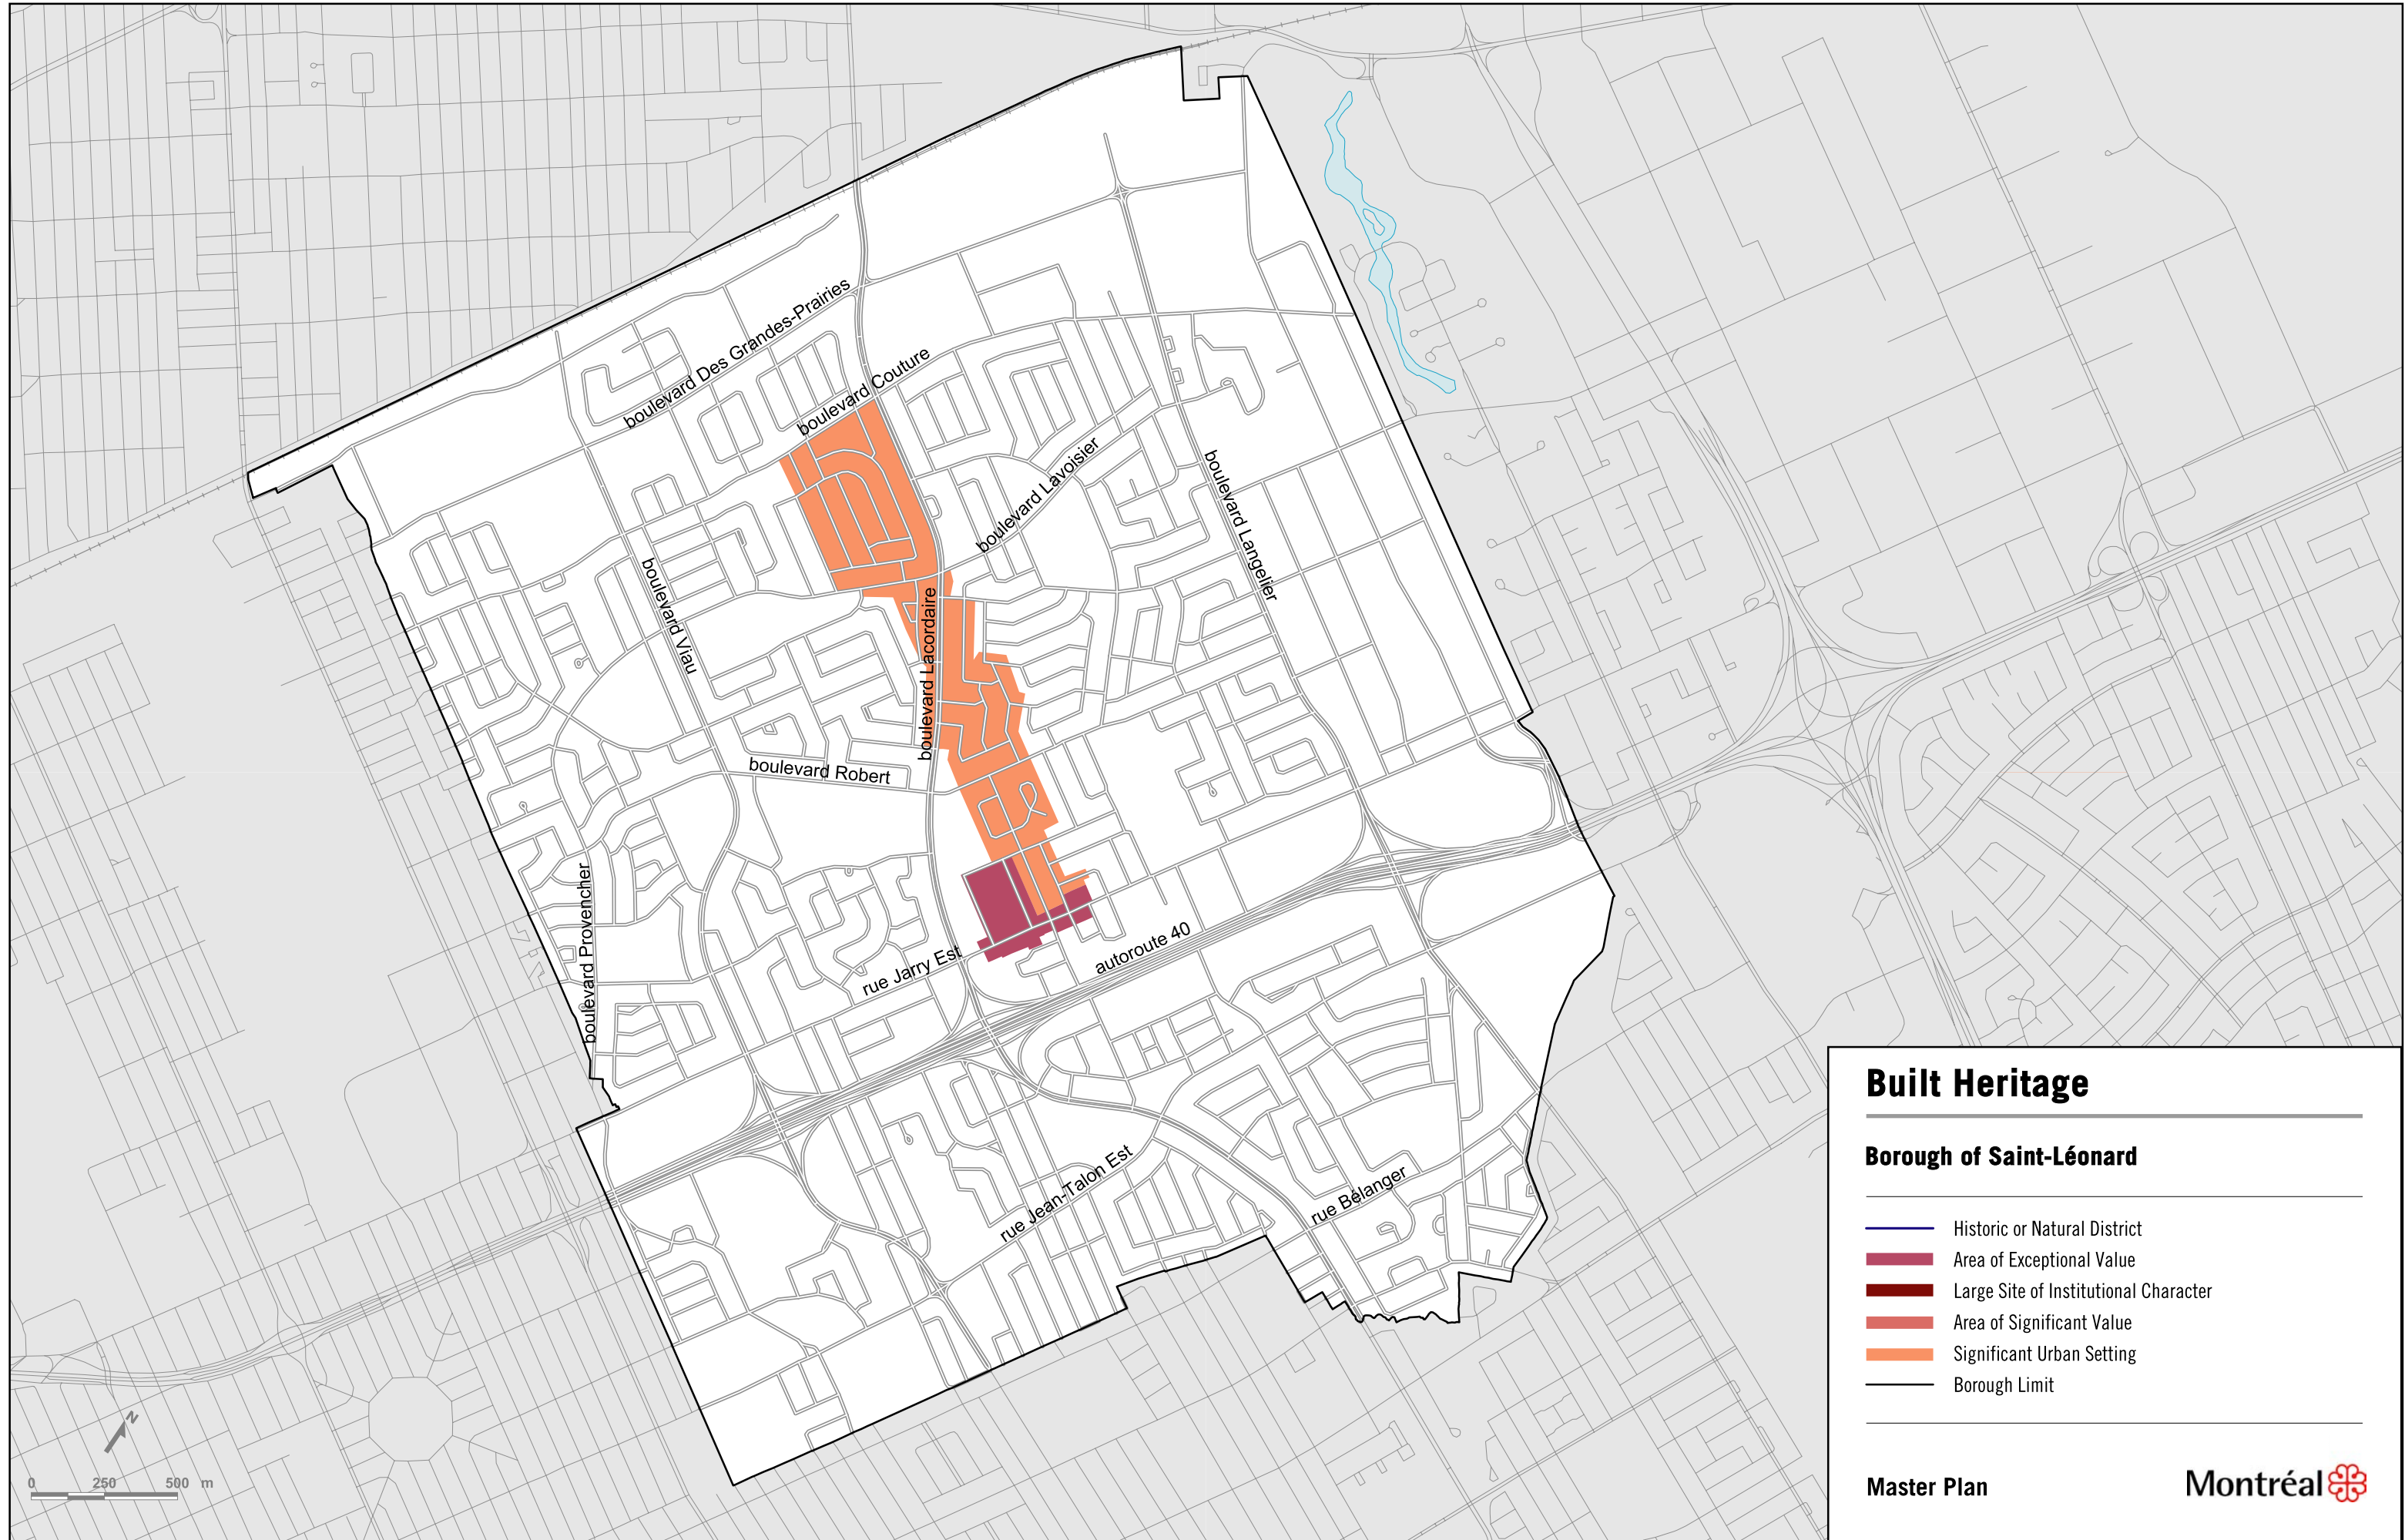 boulevard Des Grandes-Prairies
boulevard Couture
boulevard Lavoisier
boulevard Langelier
boulevard Viau
boulevard Lacordaire
boulevard Robert
boulevard Provencher
rue Jarry Est
autoroute 40
rue Jean-Talon Est
rue Bélanger
N
0 250 500 m
Built Heritage
Borough of Saint-Léonard
Historic or Natural District
Area of Exceptional Value
Large Site of Institutional Character
Area of Significant Value
Significant Urban Setting
Borough Limit
Master Plan
Montréal